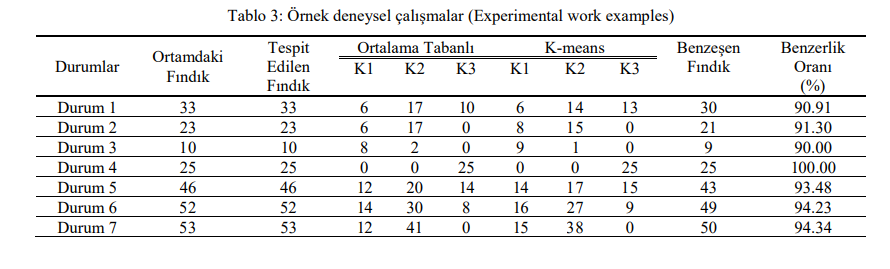 Tablo 3: Örnek deneysel çalışmalar (Experimental work examples)
Durumlar Ortamdaki Fındık Tespit Edilen Fındık Ortalama Tabanlı K-means Benzeşen Fındık Benzerlik Oranı (%)
K1 K2 K3 K1 K2 K3
Durum 1 33 33 6 17 10 6 14 13 30 90.91
Durum 2 23 23 6 17 0 8 15 0 21 91.30
Durum 3 10 10 8 2 0 9 1 0 9 90.00
Durum 4 25 25 0 0 25 0 0 25 25 100.00
Durum 5 46 46 12 20 14 14 17 15 43 93.48
Durum 6 52 52 14 30 8 16 27 9 49 94.23
Durum 7 53 53 12 41 0 15 38 0 50 94.34